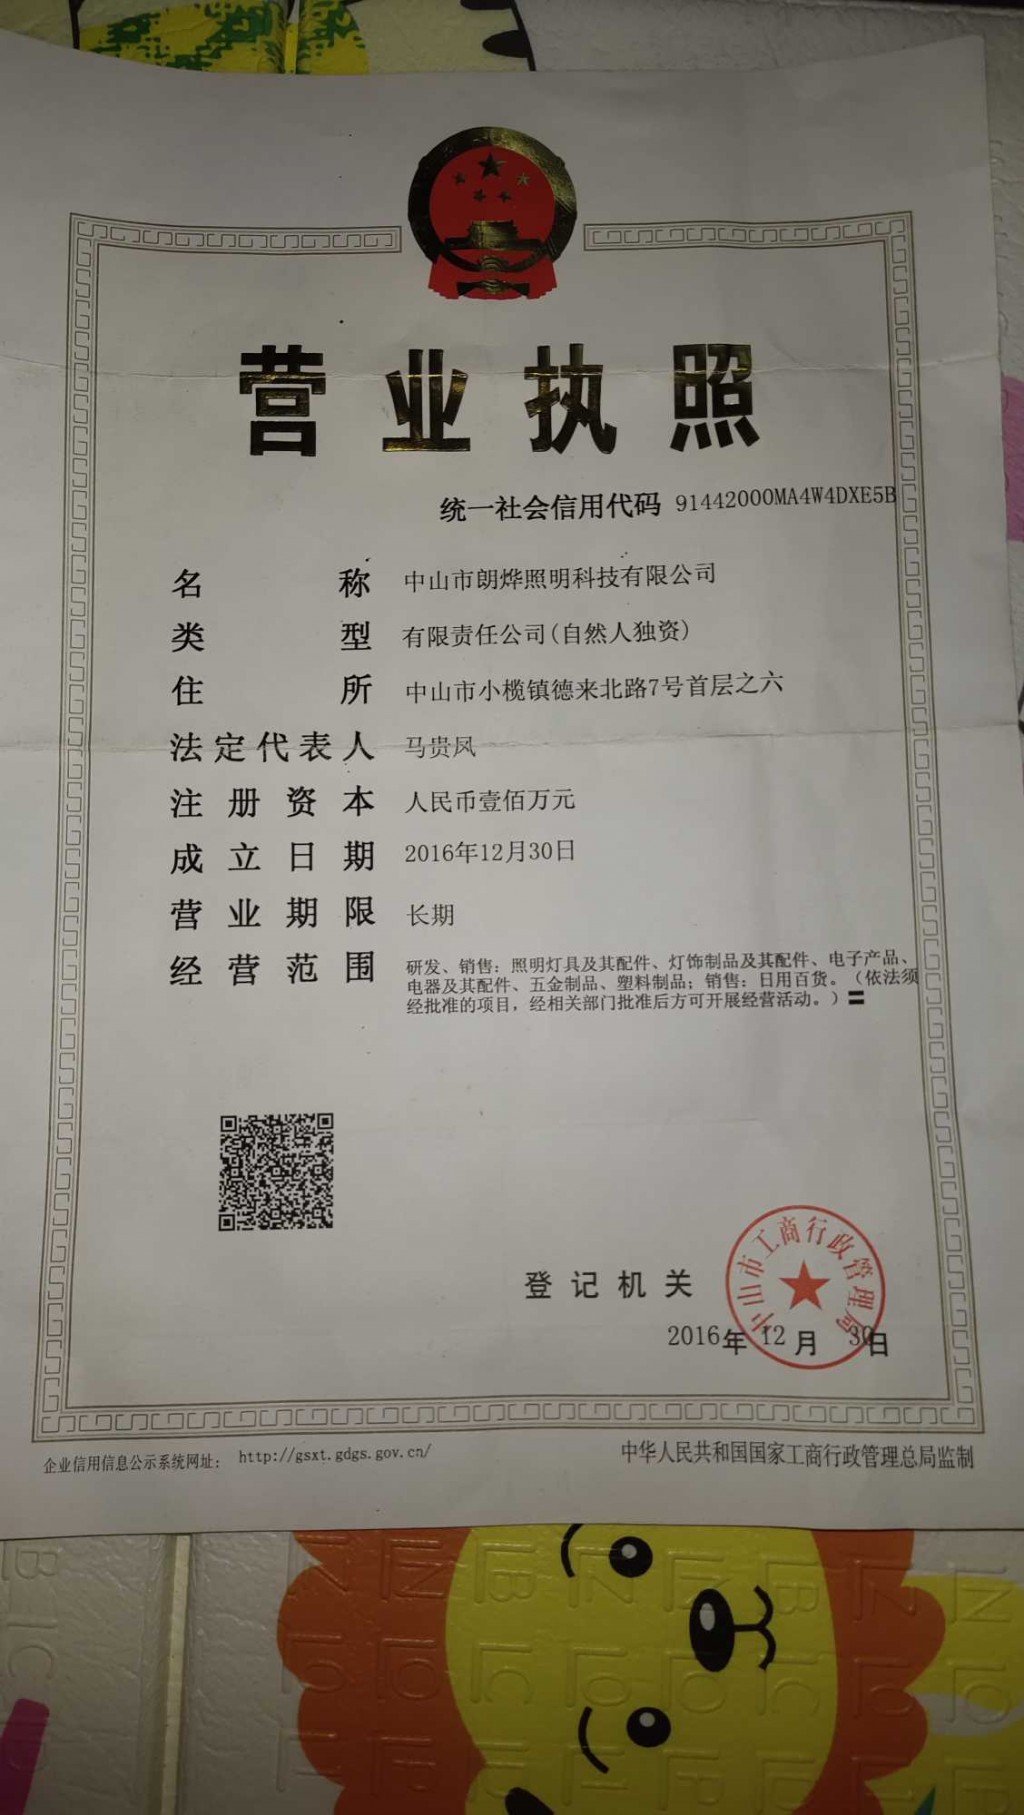 营业执照
统一社会信用代码 91442000MA4W4DXE5B
名称 中山市朗烨照明科技有限公司
类型 有限责任公司(自然人独资)
住所 中山市小榄镇德来北路7号首层之六
法定代表人 马贵凤
注册资本 人民币壹佰万元
成立日期 2016年12月30日
营业期限 长期
经营范围 研发、销售：照明灯具及其配件、灯饰制品及其配件、电子产品、
电器及其配件、五金制品、塑料制品；销售：日用百货。（依法须
经批准的项目，经相关部门批准后方可开展经营活动。）〓
登记机关
中山市工商行政管理局
2016年12月30日
企业信用信息公示系统网址： http://gsxt.gdgs.gov.cn/
中华人民共和国国家工商行政管理总局监制